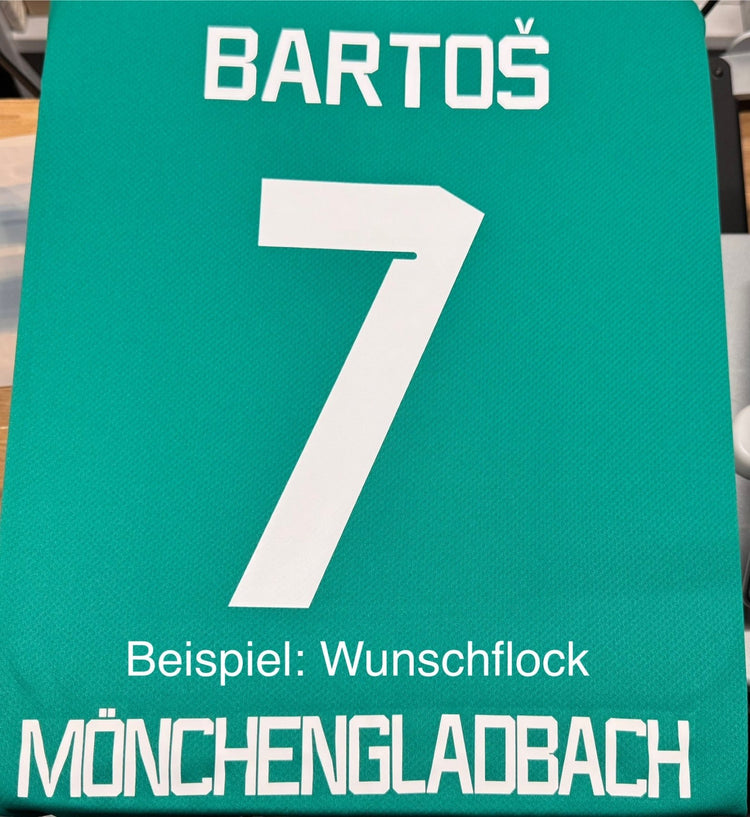 BARTOŠ
7
Beispiel: Wunschflock
MÖNCHENGLADBACH